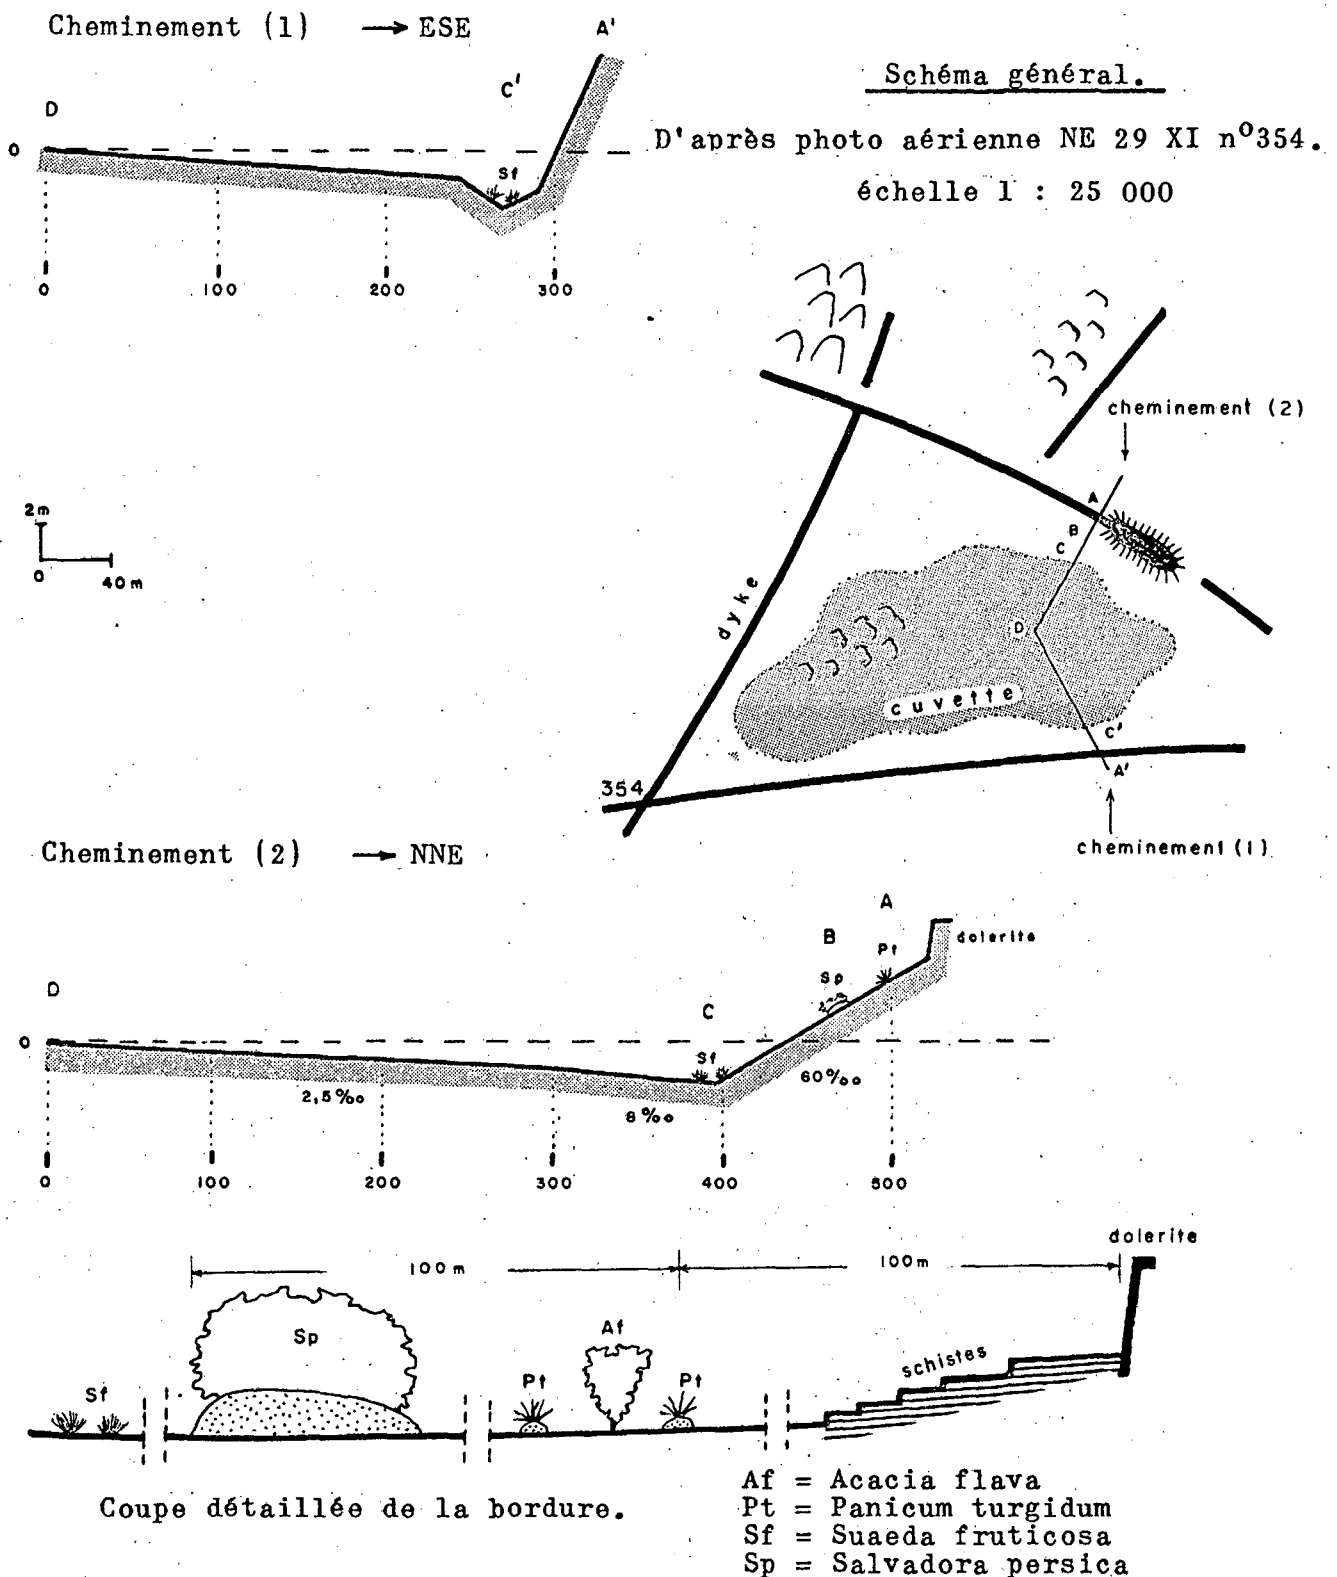 Cheminement (1) → ESE
A'
C'
D
0
Sf
0 100 200 300
Schéma général.
D'après photo aérienne NE 29 XI n°354.
échelle 1 : 25 000
cheminement (2)
A
B
C
D
dyke
cuvette
C'
A'
354
cheminement (1)
2m
0 40 m
Cheminement (2) → NNE
A
B
Pt
dolerite
Sp
D
C
0
Sf
2,5‰
8‰
60‰
0 100 200 300 400 500
dolerite
100 m 100 m
Sp
Af
schistes
Sf
Pt
Pt
Coupe détaillée de la bordure.
Af = Acacia flava
Pt = Panicum turgidum
Sf = Suaeda fruticosa
Sp = Salvadora persica